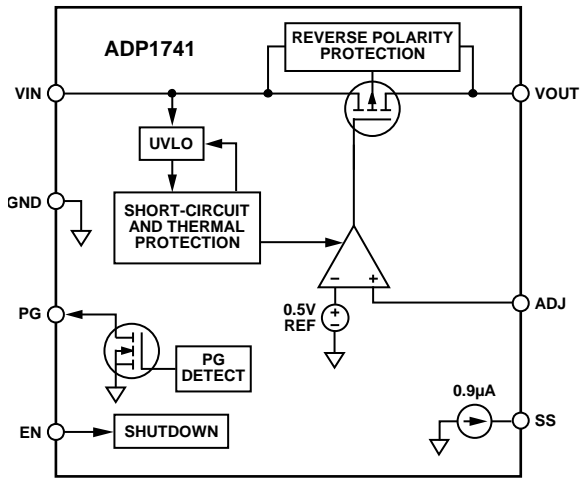 ADP1741
REVERSE POLARITY
PROTECTION
VIN
VOUT
UVLO
GND
SHORT-CIRCUIT
AND THERMAL
PROTECTION
– +
0.5V
REF
+
–
PG
ADJ
PG
DETECT
0.9µA
EN
SHUTDOWN
SS